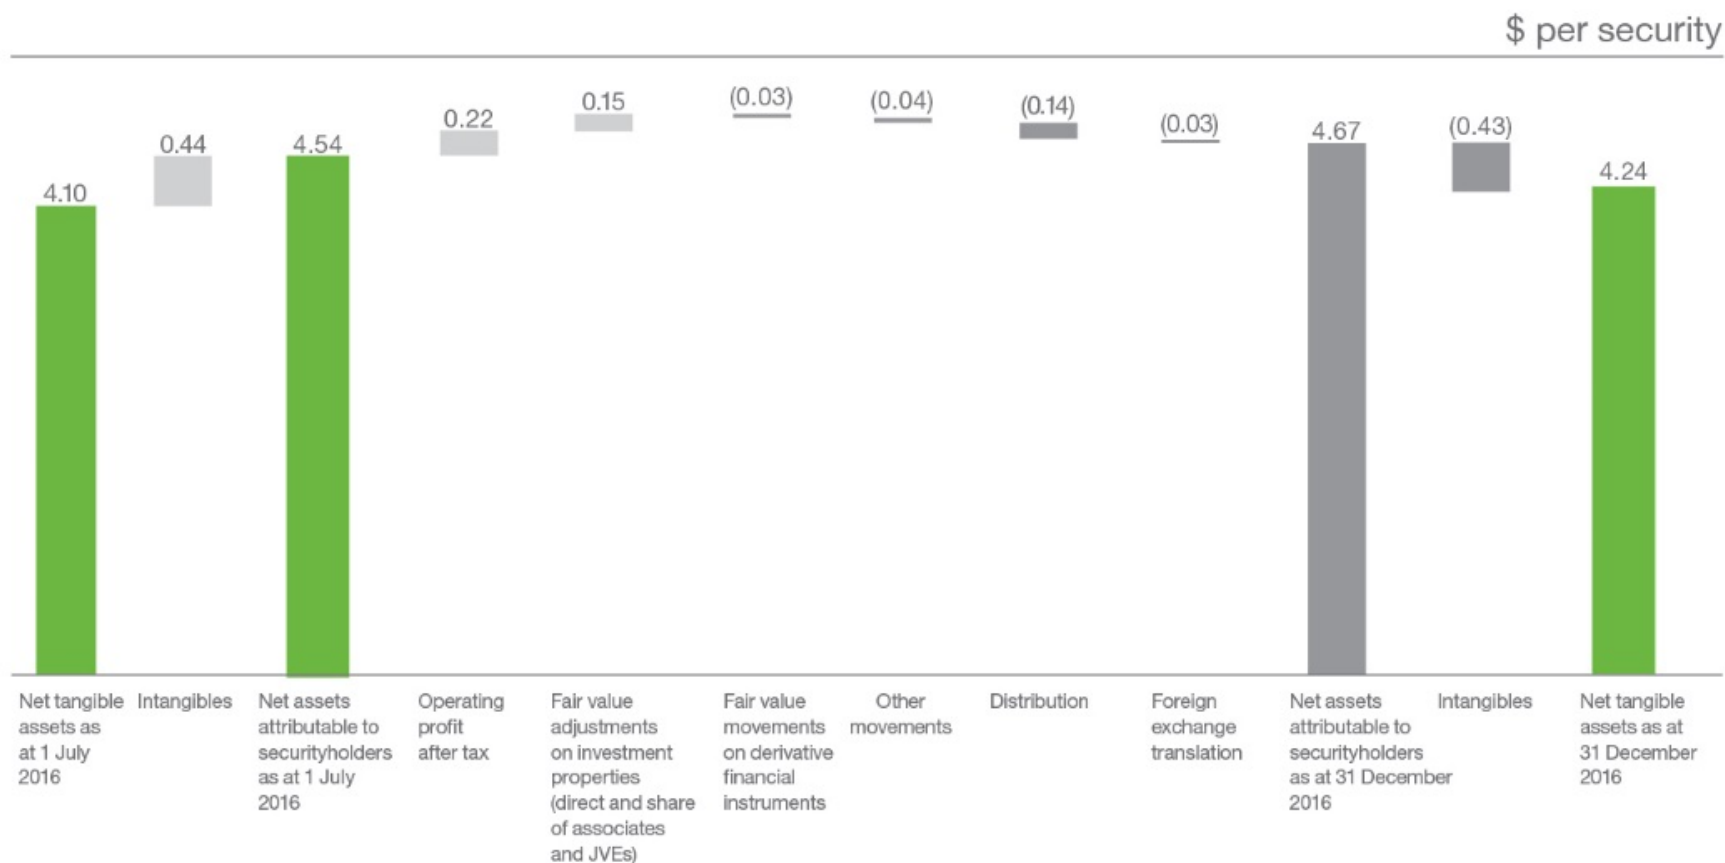 $ per security
4.10
0.44
4.54
0.22
0.15
(0.03)
(0.04)
(0.14)
(0.03)
4.67
(0.43)
4.24
Net tangible
assets as
at 1 July
2016
Intangibles
Net assets
attributable to
securityholders
as at 1 July
2016
Operating
profit
after tax
Fair value
adjustments
on investment
properties
(direct and share
of associates
and JVEs)
Fair value
movements
on derivative
financial
instruments
Other
movements
Distribution
Foreign
exchange
translation
Net assets
attributable to
securityholders
as at 31 December
2016
Intangibles
Net tangible
assets as at
31 December
2016